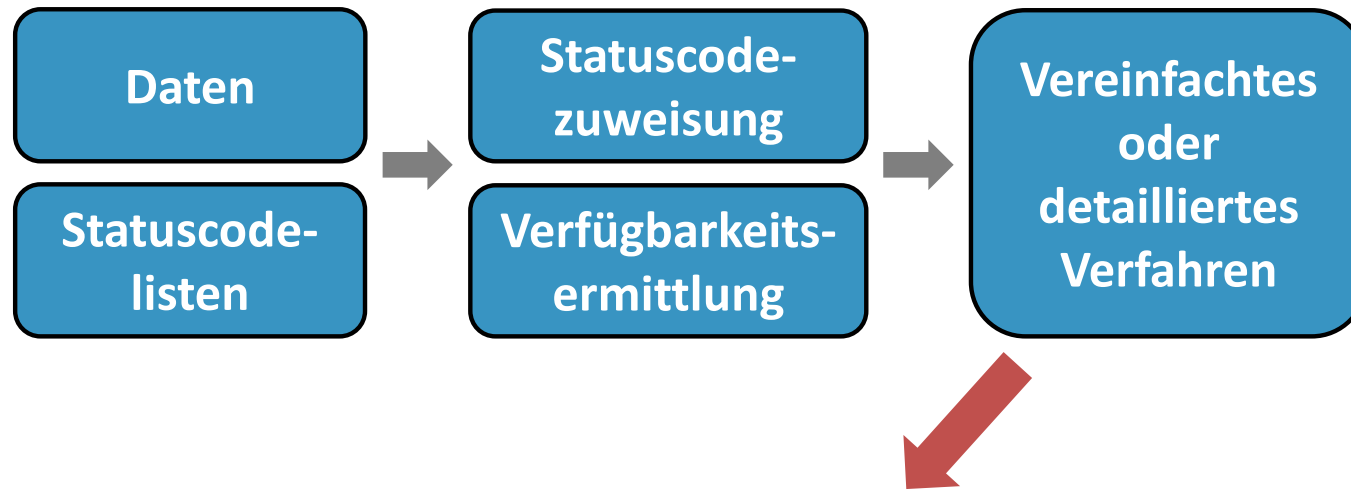 Daten
Statuscode-
listen
Statuscode-
zuweisung
Verfügbarkeits-
ermittlung
Vereinfachtes
oder
detailliertes
Verfahren